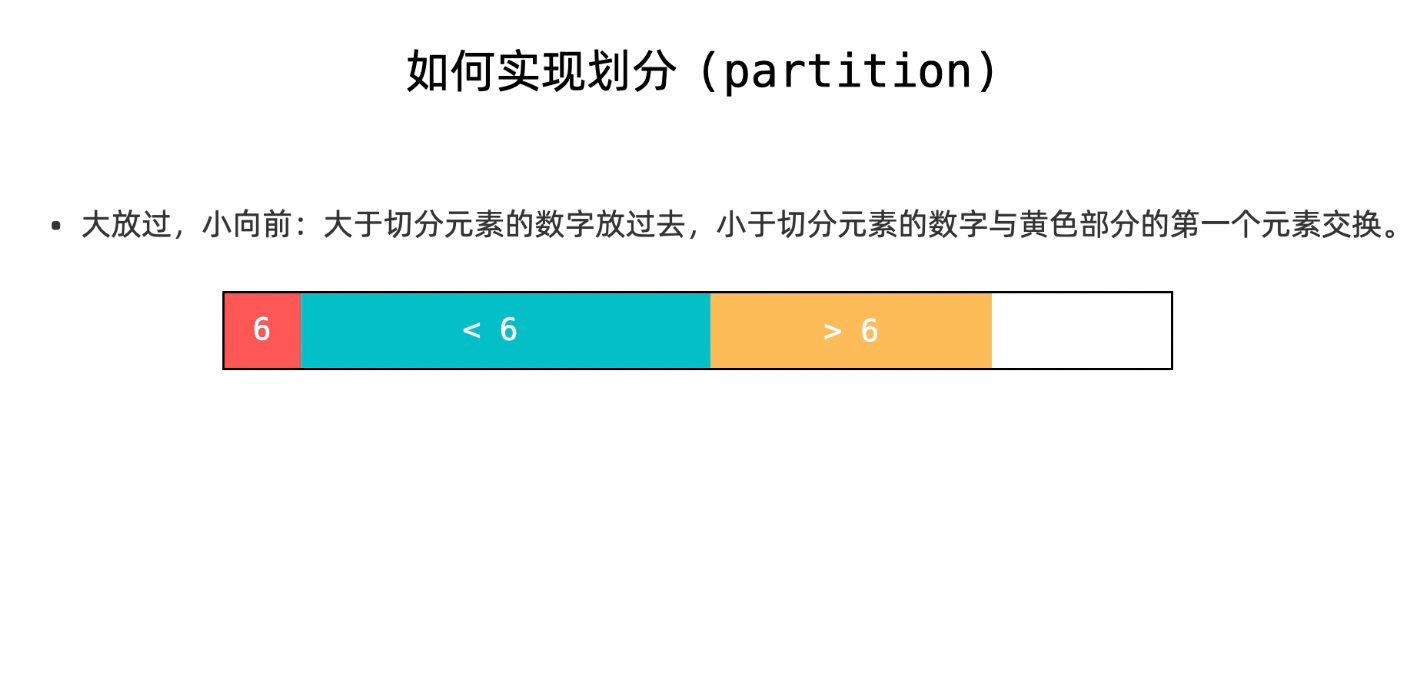 如何实现划分（partition）
• 大放过，小向前：大于切分元素的数字放过去，小于切分元素的数字与黄色部分的第一个元素交换。
6 < 6 > 6